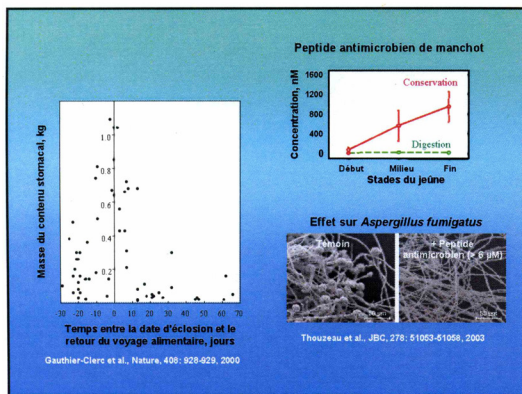 Peptide antimicrobien de manchot
Concentration, nM
1600
1200
800
400
0
Conservation
Digestion
Début Milieu Fin
Stades du jeûne
Masse du contenu stomacal, kg
1.0
0.8
0.6
0.4
0.2
-30 -20 -10 0 10 20 30 40 50 60 70
Temps entre la date d'éclosion et le
retour du voyage alimentaire, jours
Gauthier-Clerc et al., Nature, 408: 928-929, 2000
Effet sur Aspergillus fumigatus
Témoin
+ Peptide
antimicrobien (> 6 µM)
50 µm
Thouzeau et al., JBC, 278: 51053-51058, 2003